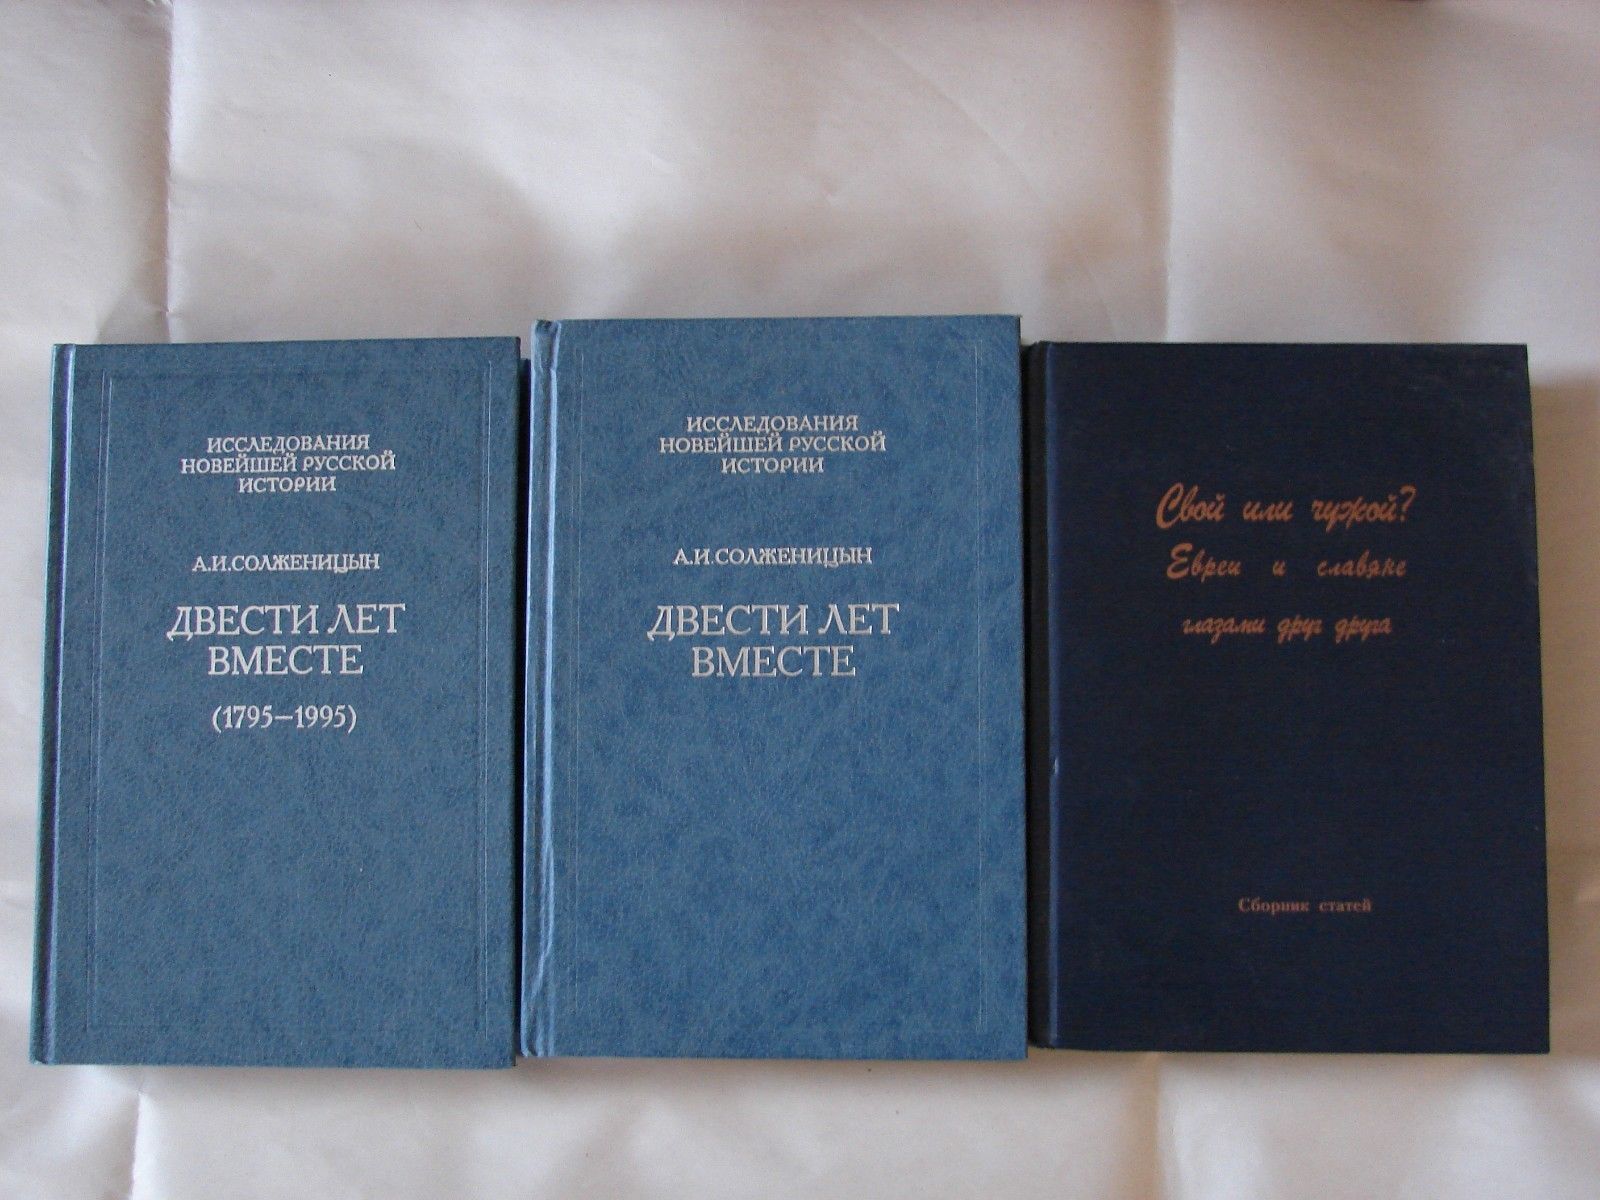 ИССЛЕДОВАНИЯ
НОВЕЙШЕЙ РУССКОЙ
ИСТОРИИ
А.И.СОЛЖЕНИЦЫН
ДВЕСТИ ЛЕТ
ВМЕСТЕ
(1795–1995)
ИССЛЕДОВАНИЯ
НОВЕЙШЕЙ РУССКОЙ
ИСТОРИИ
А.И.СОЛЖЕНИЦЫН
ДВЕСТИ ЛЕТ
ВМЕСТЕ
Свой или чужой?
Евреи и славяне
глазами друг друга
Сборник статей